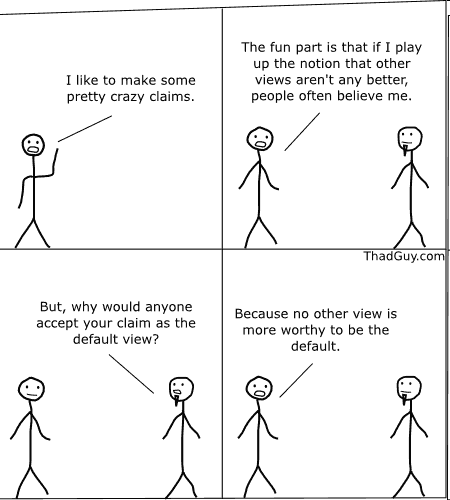 I like to make some
pretty crazy claims.
The fun part is that if I play
up the notion that other
views aren't any better,
people often believe me.
ThadGuy.com
But, why would anyone
accept your claim as the
default view?
Because no other view is
more worthy to be the
default.